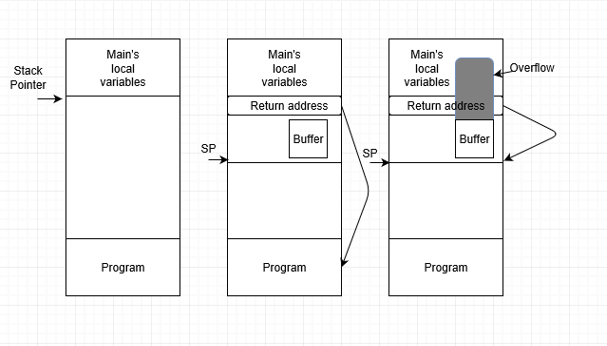 Stack
Pointer
Main's
local
variables
Program
Main's
local
variables
Return address
Buffer
SP
Program
Main's
local
variables
Overflow
Return address
Buffer
SP
Program